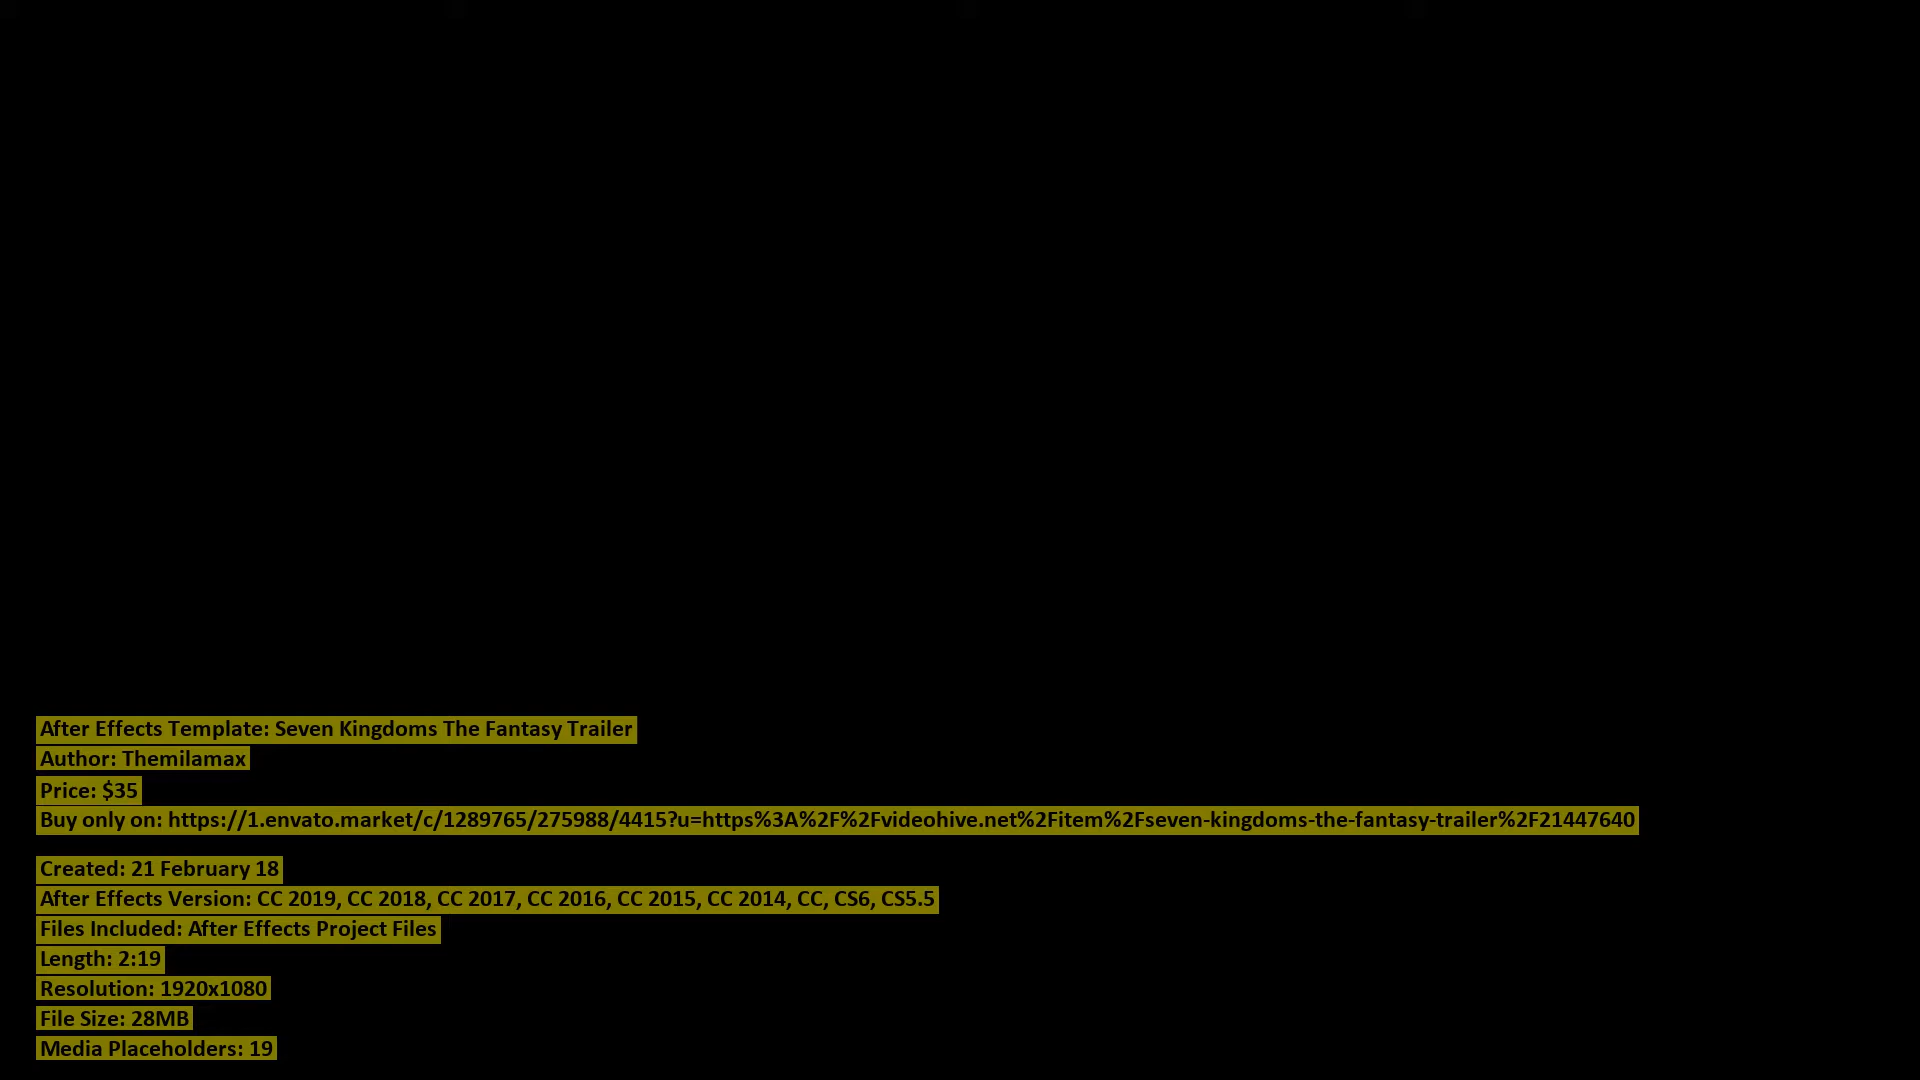 After Effects Template: Seven Kingdoms The Fantasy Trailer
Author: Themilamax
Price: $35
Buy only on: https://1.envato.market/c/1289765/275988/4415?u=https%3A%2F%2Fvideohive.net%2Fitem%2Fseven-kingdoms-the-fantasy-trailer%2F21447640
Created: 21 February 18
After Effects Version: CC 2019, CC 2018, CC 2017, CC 2016, CC 2015, CC 2014, CC, CS6, CS5.5
Files Included: After Effects Project Files
Length: 2:19
Resolution: 1920x1080
File Size: 28MB
Media Placeholders: 19